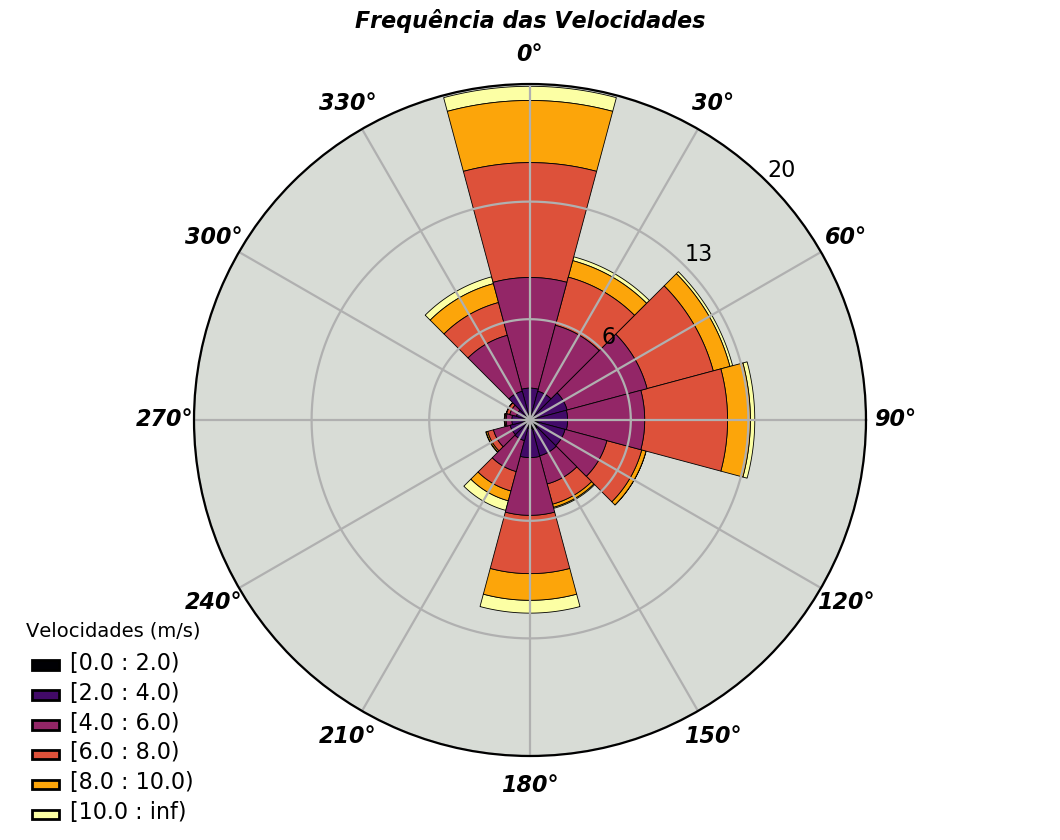 Frequência das Velocidades
0°
330°
30°
20
300°
60°
13
6
270°
90°
240°
120°
210°
150°
180°
Velocidades (m/s)
[0.0 : 2.0)
[2.0 : 4.0)
[4.0 : 6.0)
[6.0 : 8.0)
[8.0 : 10.0)
[10.0 : inf)